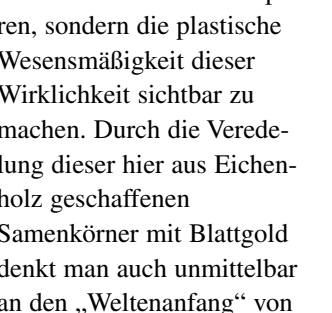 ren, sondern die plastische
Wesensmäßigkeit dieser
Wirklichkeit sichtbar zu
machen. Durch die Verede-
lung dieser hier aus Eichen-
holz geschaffenen
Samenkörner mit Blattgold
denkt man auch unmittelbar
an den „Weltenanfang“ von